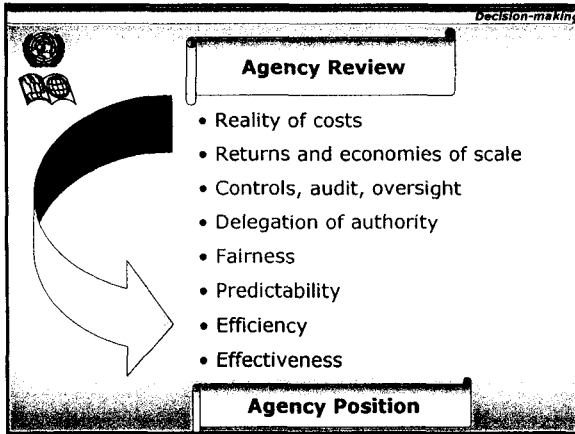 Decision-making
Agency Review
• Reality of costs
• Returns and economies of scale
• Controls, audit, oversight
• Delegation of authority
• Fairness
• Predictability
• Efficiency
• Effectiveness
Agency Position